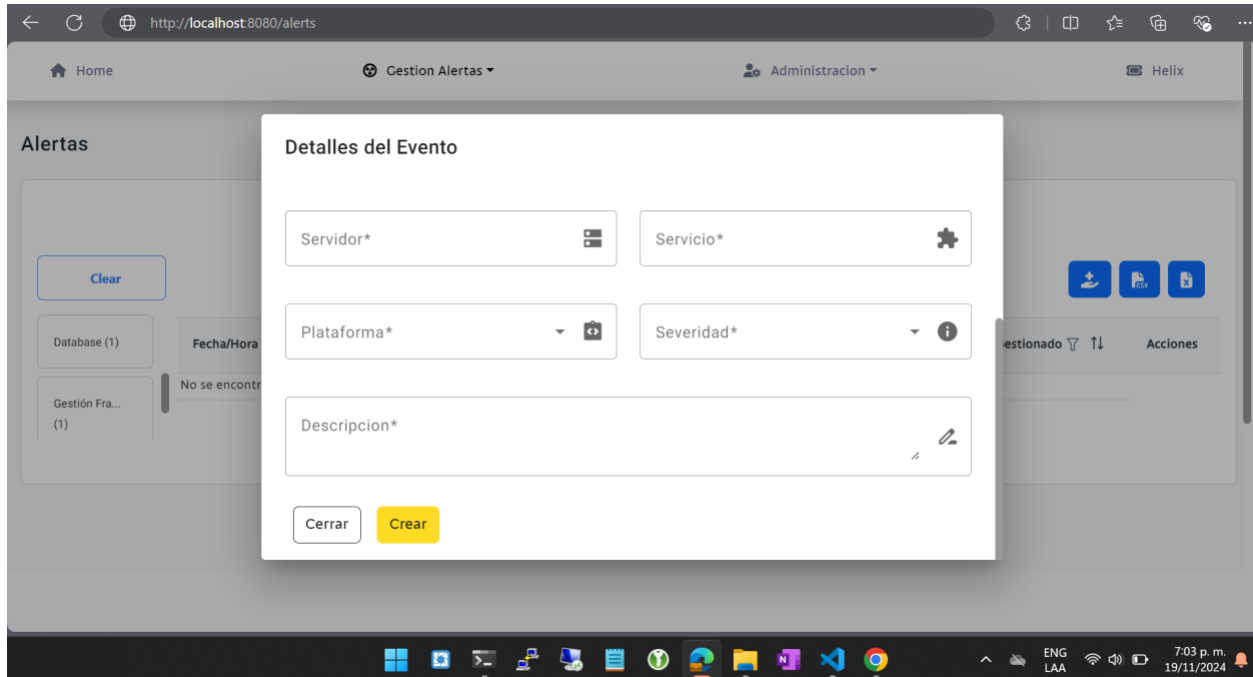 http://localhost:8080/alerts
Home
Gestion Alertas
Administracion
Helix
Alertas
Detalles del Evento
Servidor*
Servicio*
Clear
CSV
Plataforma*
Severidad*
Database (1)
Fecha/Hora
estionado
Acciones
No se encontr
Gestión Fra...
(1)
Descripcion*
Cerrar
Crear
ENG
LAA
7:03 p. m.
19/11/2024